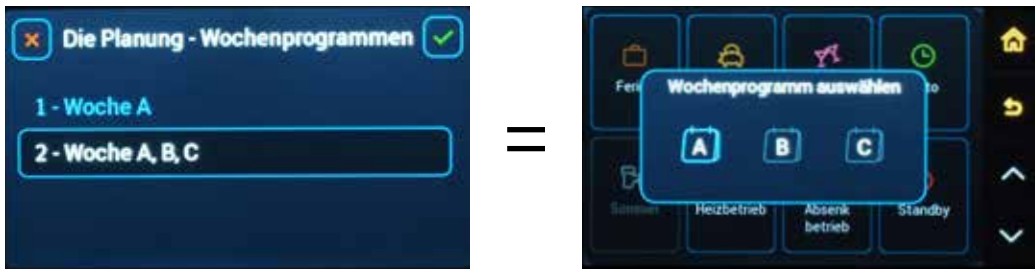 Die Planung - Wochenprogrammen
1 - Woche A
2 - Woche A, B, C
=
Wochenprogramm auswählen
A B C
Heizbetrieb
Absenk
betrieb
Standby